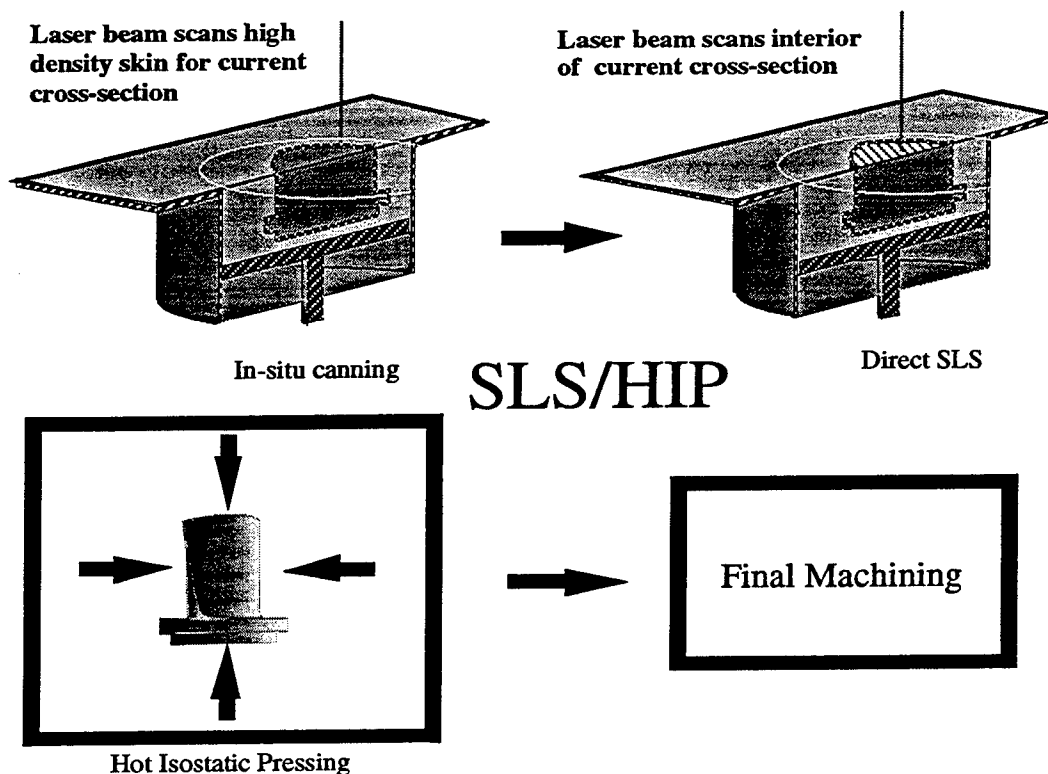 Laser beam scans high
density skin for current
cross-section
Laser beam scans interior
of current cross-section
In-situ canning
Direct SLS
SLS/HIP
Final Machining
Hot Isostatic Pressing